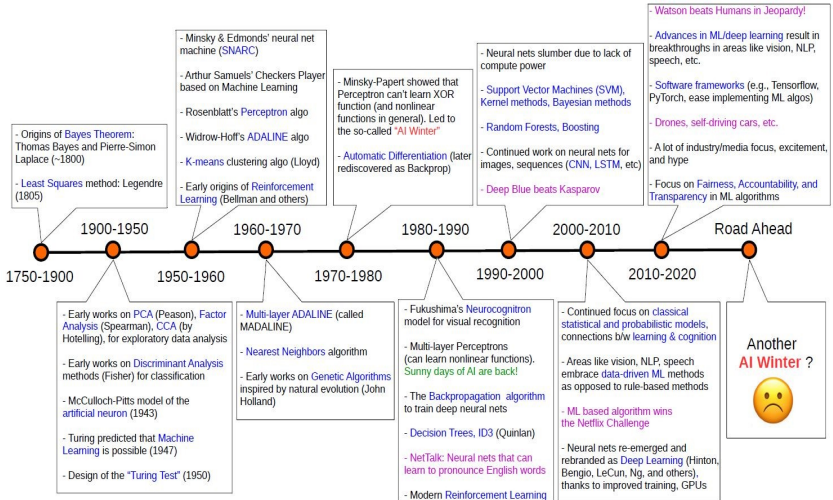 - Origins of Bayes Theorem:
Thomas Bayes and Pierre-Simon
Laplace (~1800)
- Least Squares method: Legendre
(1805)
- Minsky & Edmonds' neural net
machine (SNARC)
- Arthur Samuels' Checkers Player
based on Machine Learning
- Rosenblatt's Perceptron algo
- Widrow-Hoff's ADALINE algo
- K-means clustering algo (Lloyd)
- Early origins of Reinforcement
Learning (Bellman and others)
- Minsky-Papert showed that
Perceptron can't learn XOR
function (and nonlinear
functions in general). Led to
the so-called "AI Winter"
- Automatic Differentiation (later
rediscovered as Backprop)
- Neural nets slumber due to lack of
compute power
- Support Vector Machines (SVM),
Kernel methods, Bayesian methods
- Random Forests, Boosting
- Continued work on neural nets for
images, sequences (CNN, LSTM, etc)
- Deep Blue beats Kasparov
- Watson beats Humans in Jeopardy!
- Advances in ML/deep learning result in
breakthroughs in areas like vision, NLP,
speech, etc.
- Software frameworks (e.g., Tensorflow,
PyTorch, ease implementing ML algos)
- Drones, self-driving cars, etc.
- A lot of industry/media focus, excitement,
and hype
- Focus on Fairness, Accountability, and
Transparency in ML algorithms
1900-1950
1960-1970
1980-1990
2000-2010
Road Ahead
1750-1900
1950-1960
1970-1980
1990-2000
2010-2020
- Early works on PCA (Peason), Factor
Analysis (Spearman), CCA (by
Hotelling), for exploratory data analysis
- Early works on Discriminant Analysis
methods (Fisher) for classification
- McCulloch-Pitts model of the
artificial neuron (1943)
- Turing predicted that Machine
Learning is possible (1947)
- Design of the "Turing Test" (1950)
- Multi-layer ADALINE (called
MADALINE)
- Nearest Neighbors algorithm
- Early works on Genetic Algorithms
inspired by natural evolution (John
Holland)
- Fukushima's Neurocognitron
model for visual recognition
- Multi-layer Perceptrons
(can learn nonlinear functions).
Sunny days of AI are back!
- The Backpropagation algorithm
to train deep neural nets
- Decision Trees, ID3 (Quinlan)
- NetTalk: Neural nets that can
learn to pronounce English words
- Modern Reinforcement Learning
- Continued focus on classical
statistical and probabilistic models,
connections b/w learning & cognition
- Areas like vision, NLP, speech
embrace data-driven ML methods
as opposed to rule-based methods
- ML based algorithm wins
the Netflix Challenge
- Neural nets re-emerged and
rebranded as Deep Learning (Hinton,
Bengio, LeCun, Ng, and others),
thanks to improved training, GPUs
Another
AI Winter ?